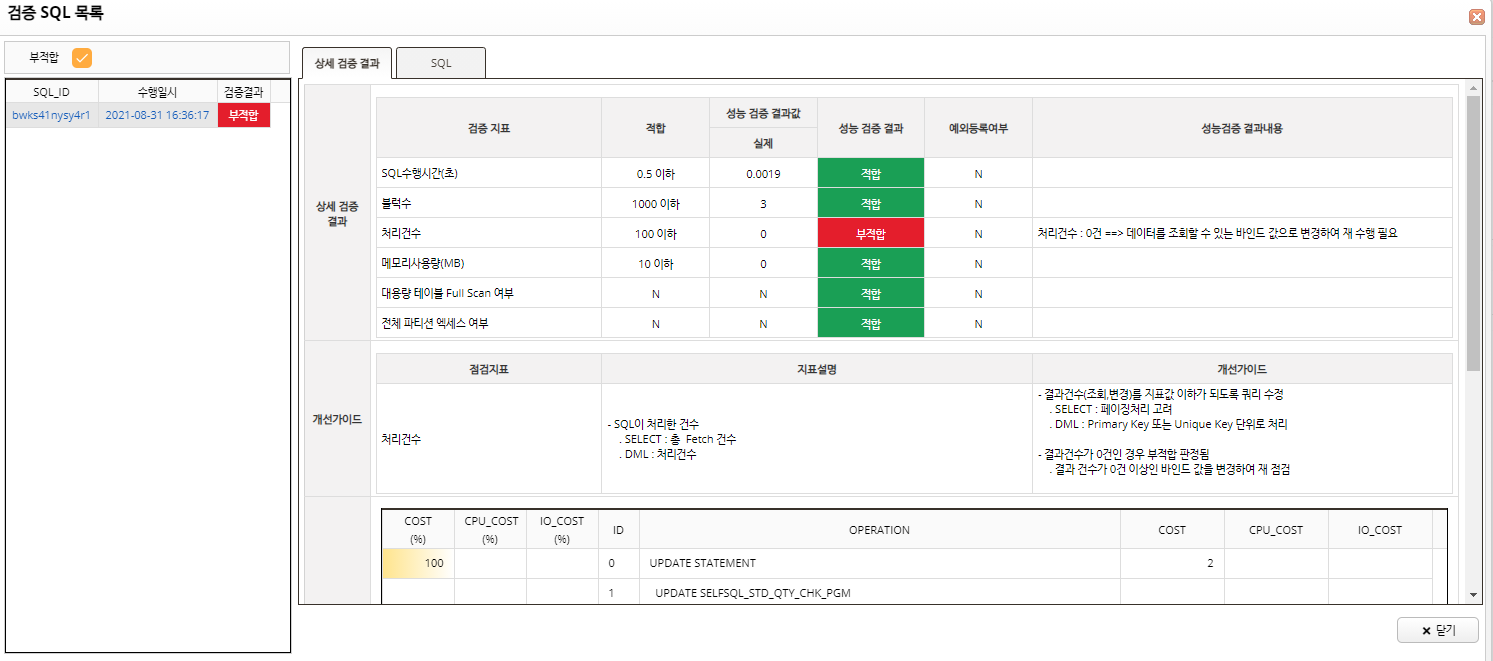 검증 SQL 목록
부적합
SQL_ID 수행일시 검증결과
bwks41nysy4r1 2021-08-31 16:36:17 부적합
상세 검증 결과 SQL
상세 검증
결과
검증 지표 적합 성능 검증 결과값 성능 검증 결과 예외등록여부 성능검증 결과내용
실제
SQL수행시간(초) 0.5 이하 0.0019 적합 N
블럭수 1000 이하 3 적합 N
처리건수 100 이하 0 부적합 N 처리건수 : 0건 ==> 데이터를 조회할 수 있는 바인드 값으로 변경하여 재 수행 필요
메모리사용량(MB) 10 이하 0 적합 N
대용량 테이블 Full Scan 여부 N N 적합 N
전체 파티션 엑세스 여부 N N 적합 N
개선가이드
점검지표 지표설명 개선가이드
처리건수
- SQL이 처리한 건수
. SELECT : 총 Fetch 건수
. DML : 처리건수
- 결과건수(조회,변경)를 지표값 이하가 되도록 쿼리 수정
. SELECT : 페이징처리 고려
. DML : Primary Key 또는 Unique Key 단위로 처리
- 결과건수가 0건인 경우 부적합 판정됨
. 결과 건수가 0건 이상인 바인드 값을 변경하여 재 점검
COST (%) CPU_COST (%) IO_COST (%) ID OPERATION COST CPU_COST IO_COST
100 0 UPDATE STATEMENT 2
1 UPDATE SELFSQL_STD_QTY_CHK_PGM
닫기